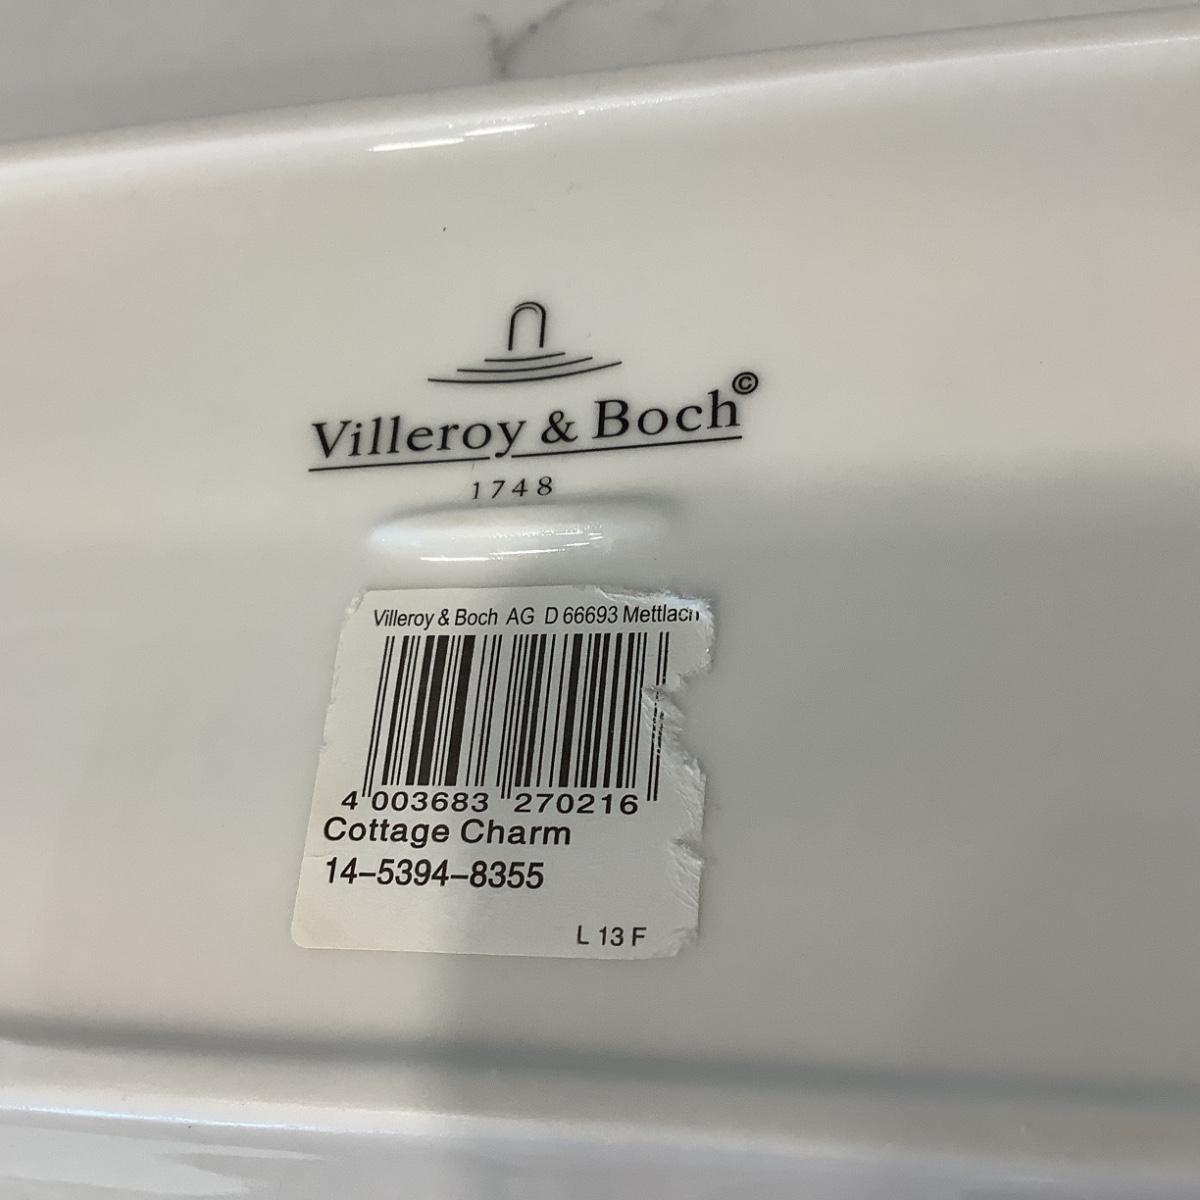 Villeroy & Boch©
1748
Villeroy & Boch AG D 66693 Mettlach
4 003683 270216
Cottage Charm
14–5394–8355
L 13 F